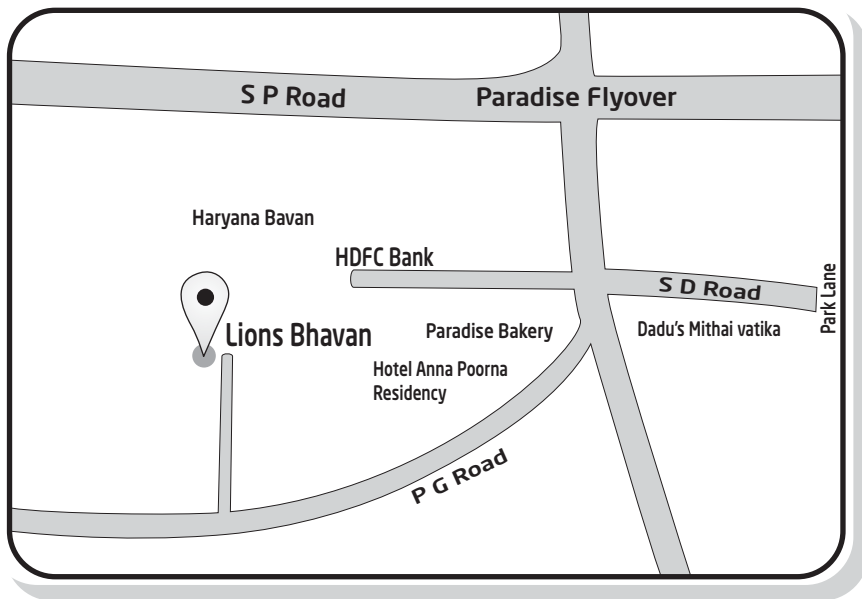 S P Road
Paradise Flyover
Haryana Bavan
HDFC Bank
S D Road
Park Lane
Lions Bhavan
Paradise Bakery
Dadu's Mithai vatika
Hotel Anna Poorna
Residency
P G Road